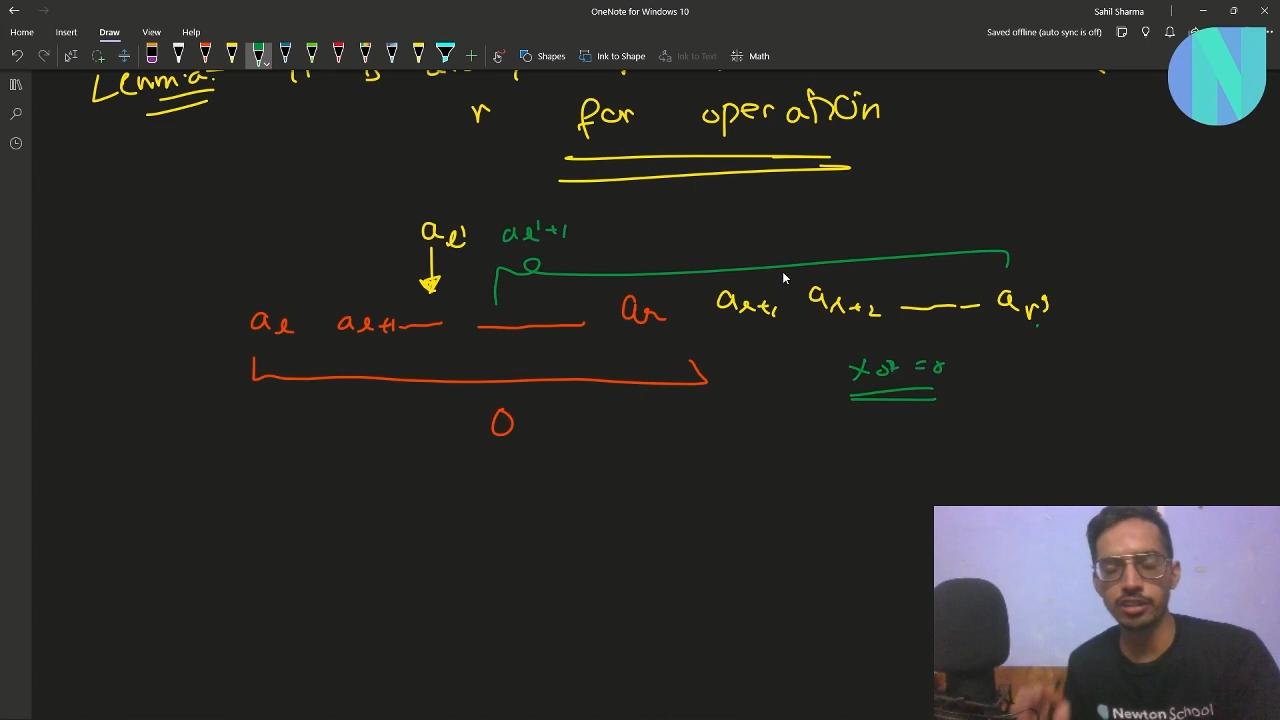 OneNote for Windows 10
Sahil Sharma
Home Insert Draw View Help
Saved offline (auto sync is off)
Shapes Ink to Shape Ink to Text Math
Lemma:
r for operation
al' al'+1
al al+1 ar ar+1 ar+2 ar'
xor = 0
0
Newton School